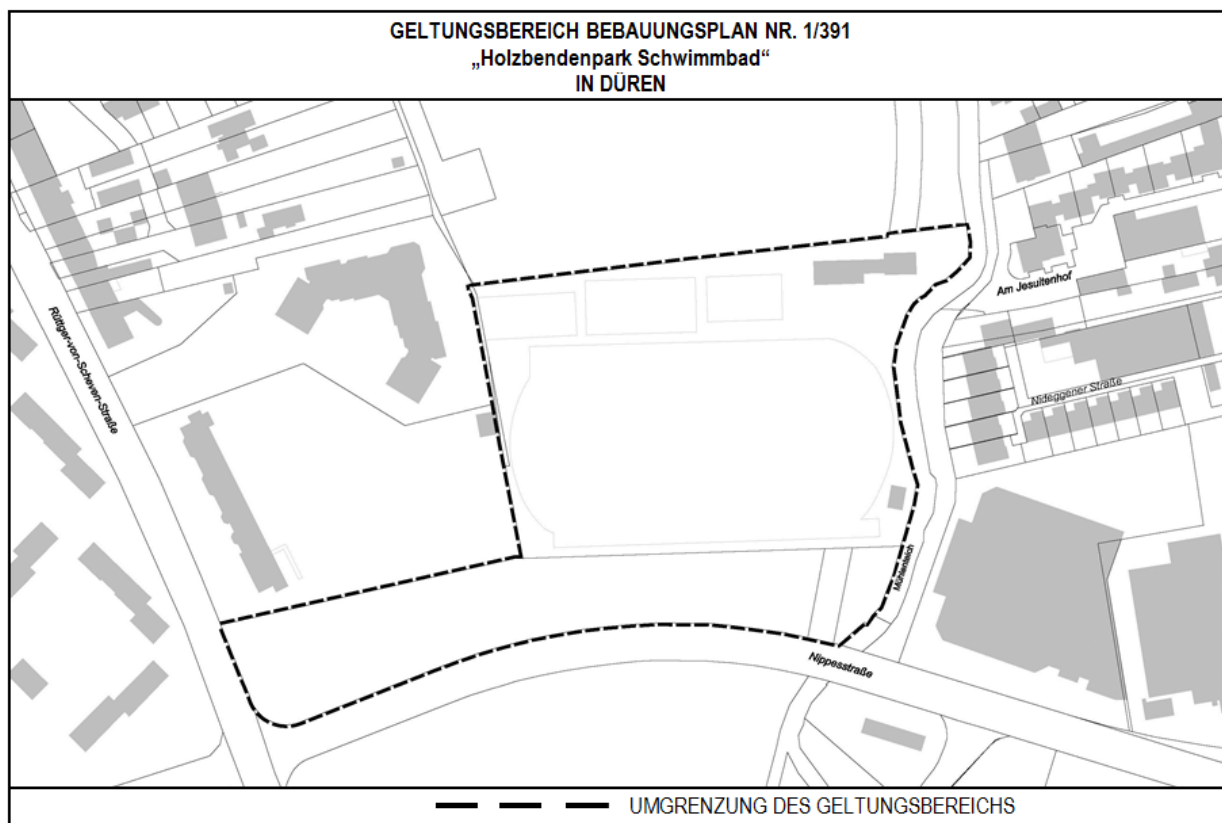 GELTUNGSBEREICH BEBAUUNGSPLAN NR. 1/391
„Holzbendenpark Schwimmbad“
IN DÜREN
Am Jesuitenhof
Rüttger-von-Scheven-Straße
Nideggener Straße
Mühlenteich
Nippesstraße
UMGRENZUNG DES GELTUNGSBEREICHS